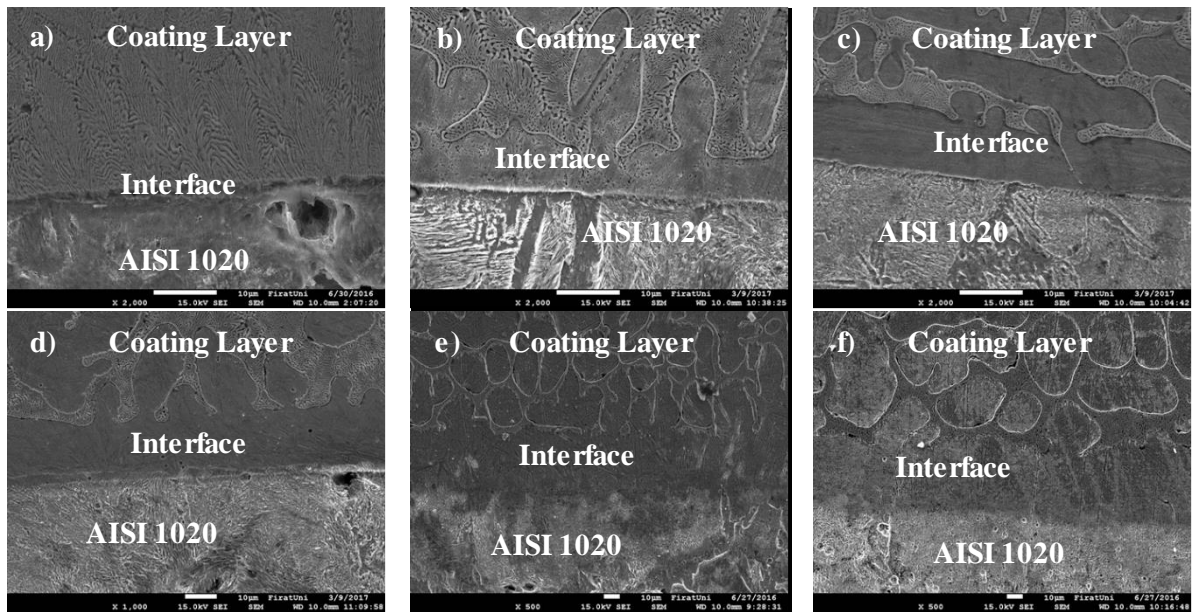 a) Coating Layer
Interface
AISI 1020
10µm FiratUni 6/30/2016
X 2,000 15.0kV SEI SEM WD 10.0mm 2:07:20
b) Coating Layer
Interface
AISI 1020
10µm FiratUni 3/9/2017
X 2,000 15.0kV SEI SEM WD 10.0mm 10:38:25
c) Coating Layer
Interface
AISI 1020
10µm FiratUni 3/9/2017
X 2,000 15.0kV SEI SEM WD 10.0mm 10:04:42
d) Coating Layer
Interface
AISI 1020
10µm FiratUni 3/9/2017
X 1,000 15.0kV SEI SEM WD 10.0mm 11:09:58
e) Coating Layer
Interface
AISI 1020
10µm FiratUni 6/27/2016
X 500 15.0kV SEI SEM WD 10.0mm 9:28:31
f) Coating Layer
Interface
AISI 1020
10µm FiratUni 6/27/2016
X 500 15.0kV SEI SEM WD 10.0mm